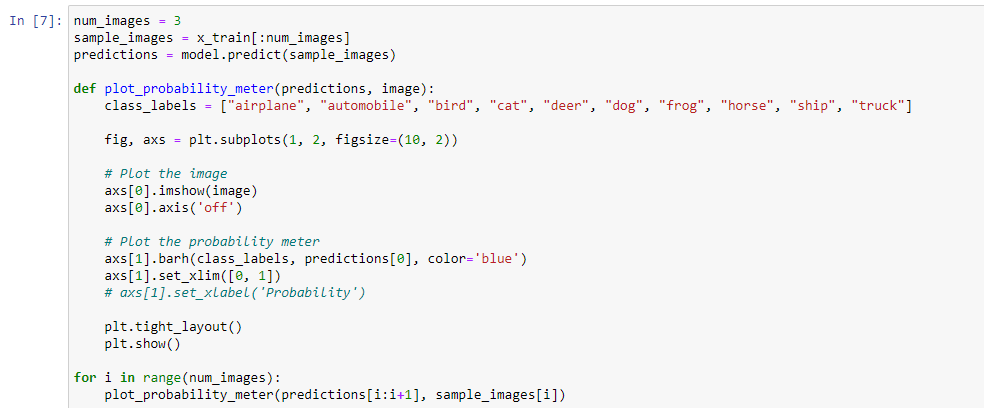 In [7]: num_images = 3
sample_images = x_train[:num_images]
predictions = model.predict(sample_images)

def plot_probability_meter(predictions, image):
    class_labels = ["airplane", "automobile", "bird", "cat", "deer", "dog", "frog", "horse", "ship", "truck"]

    fig, axs = plt.subplots(1, 2, figsize=(10, 2))

    # Plot the image
    axs[0].imshow(image)
    axs[0].axis('off')

    # Plot the probability meter
    axs[1].barh(class_labels, predictions[0], color='blue')
    axs[1].set_xlim([0, 1])
    # axs[1].set_xlabel('Probability')

    plt.tight_layout()
    plt.show()

for i in range(num_images):
    plot_probability_meter(predictions[i:i+1], sample_images[i])